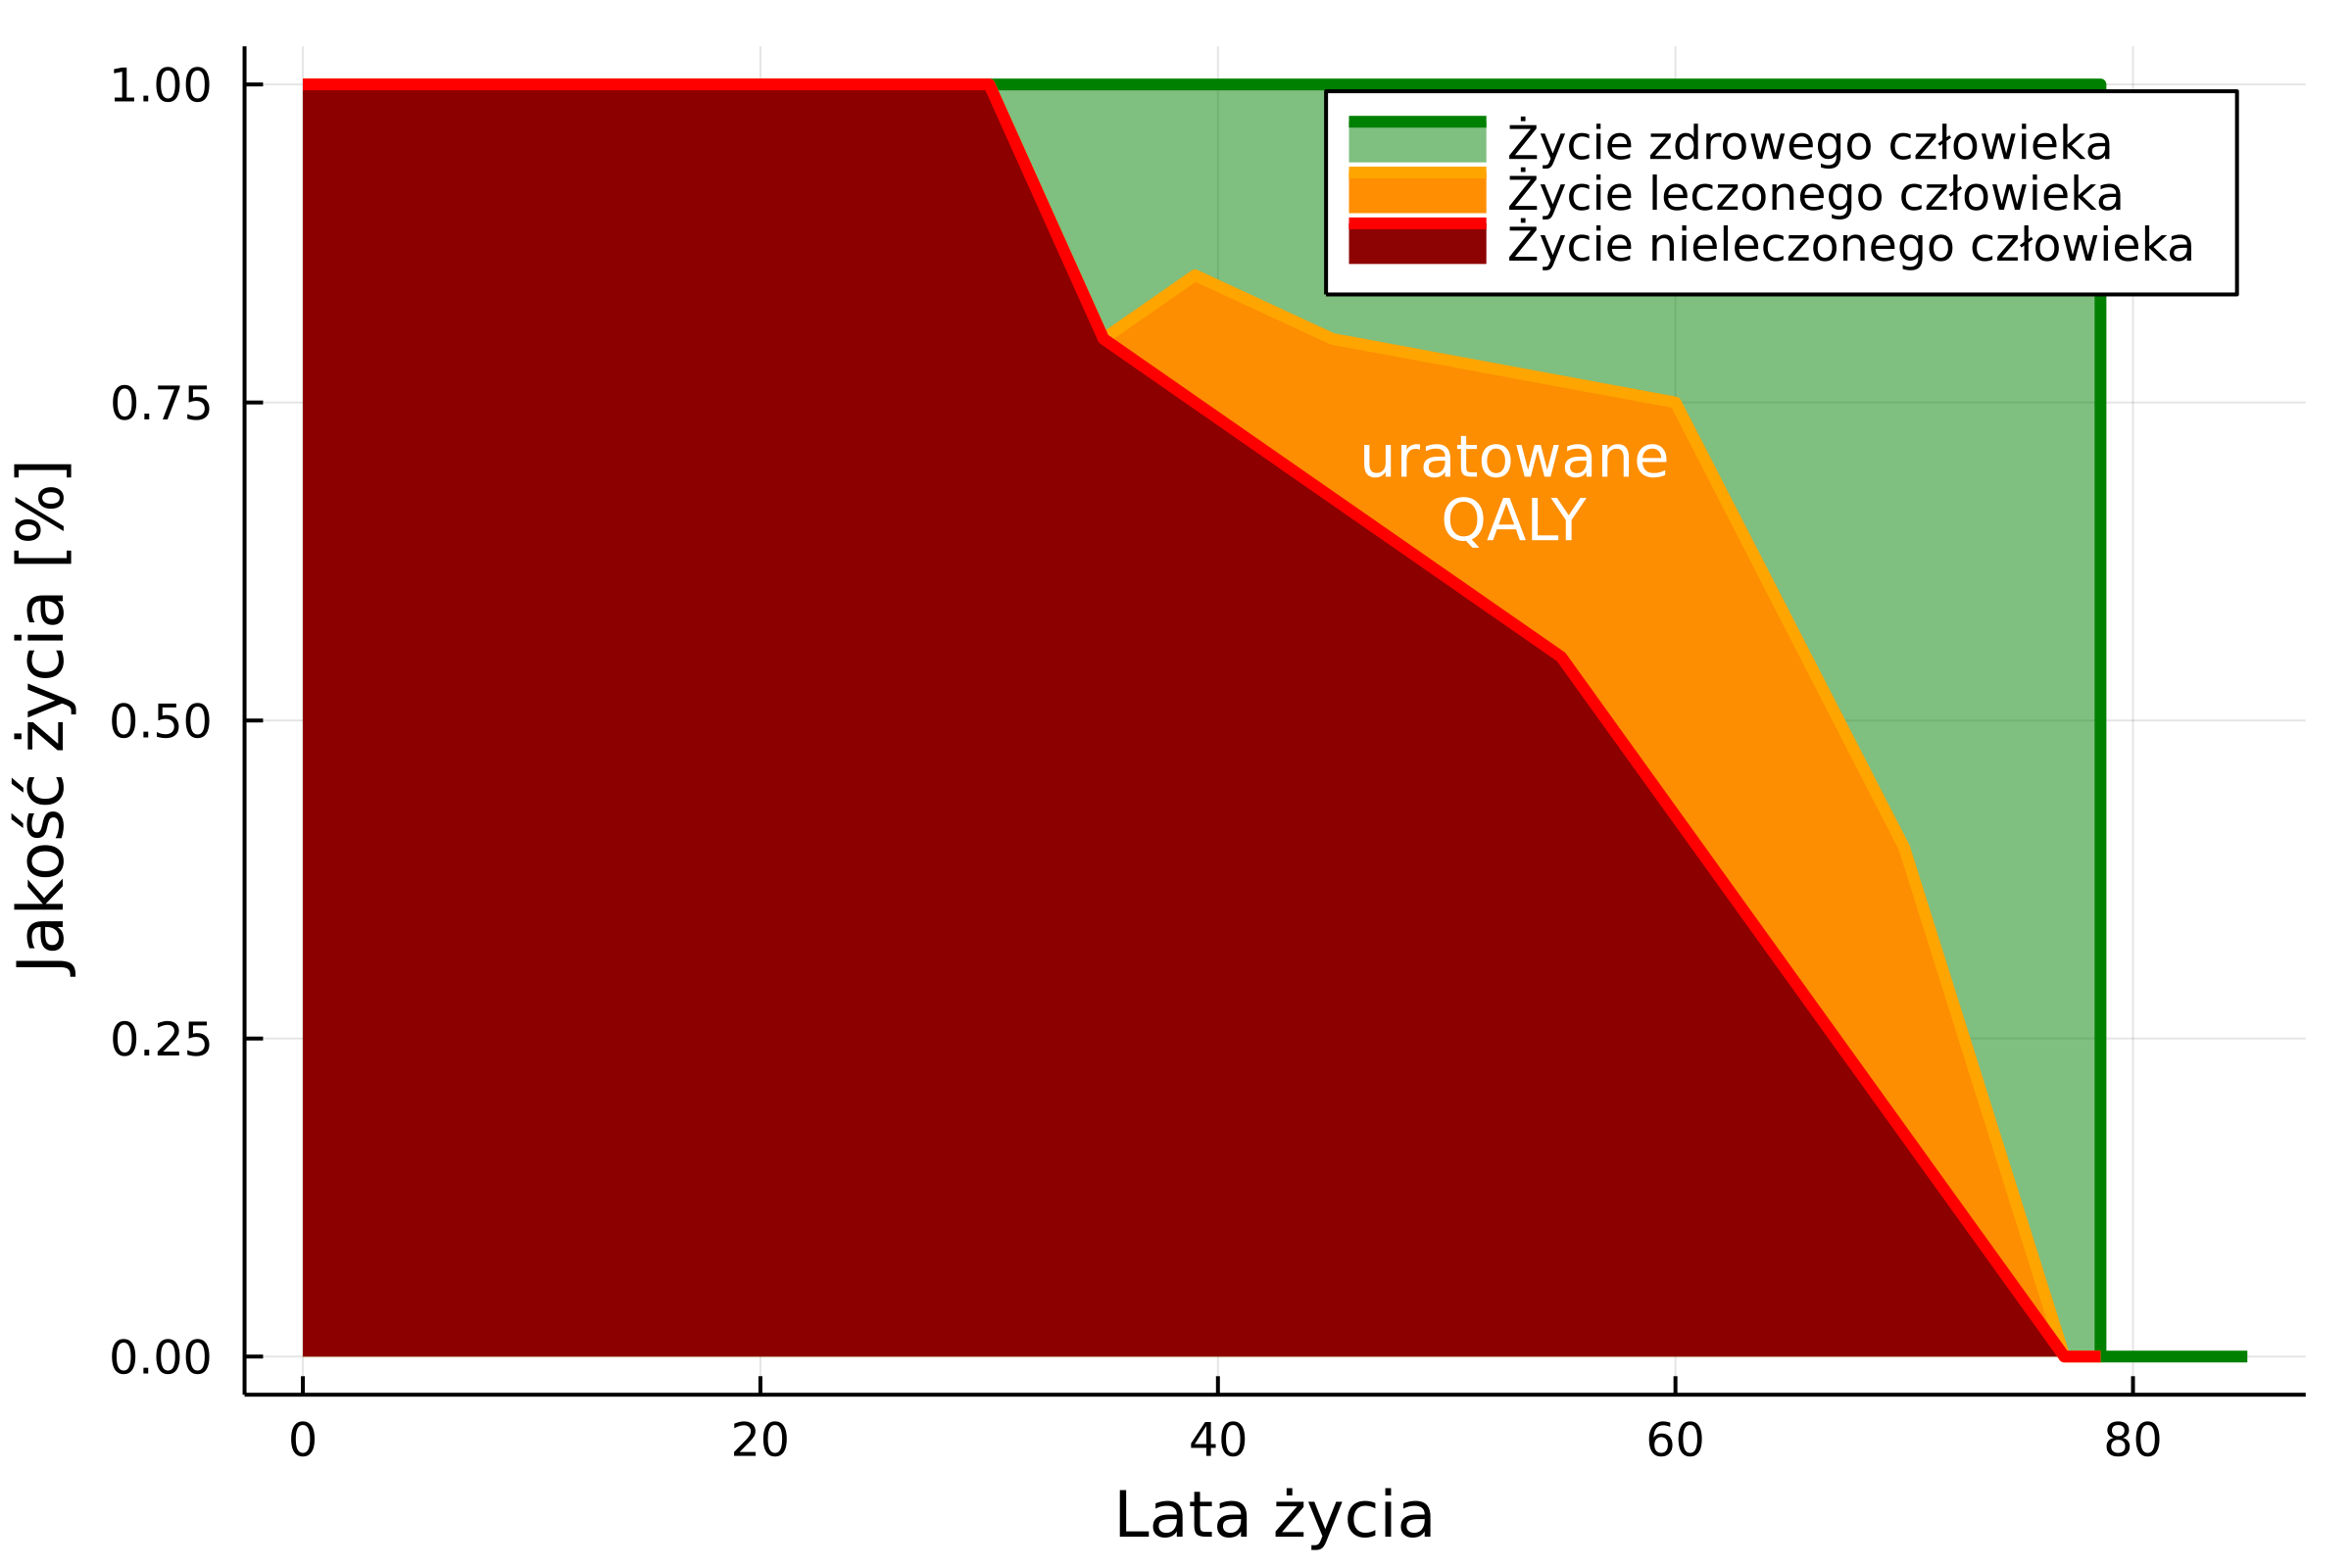 1.00
0.75
0.50
0.25
0.00
Jakość życia [%]
Życie zdrowego człowieka
Życie leczonego człowieka
Życie nieleczonego człowiek
uratowane
QALY
0
20
40
60
80
Lata życia